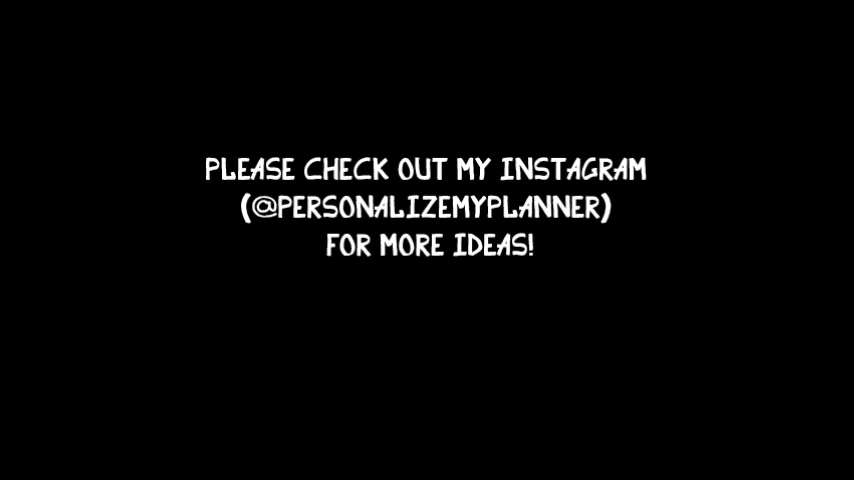 PLEASE CHECK OUT MY INSTAGRAM
(@PERSONALIZEMYPLANNER)
FOR MORE IDEAS!